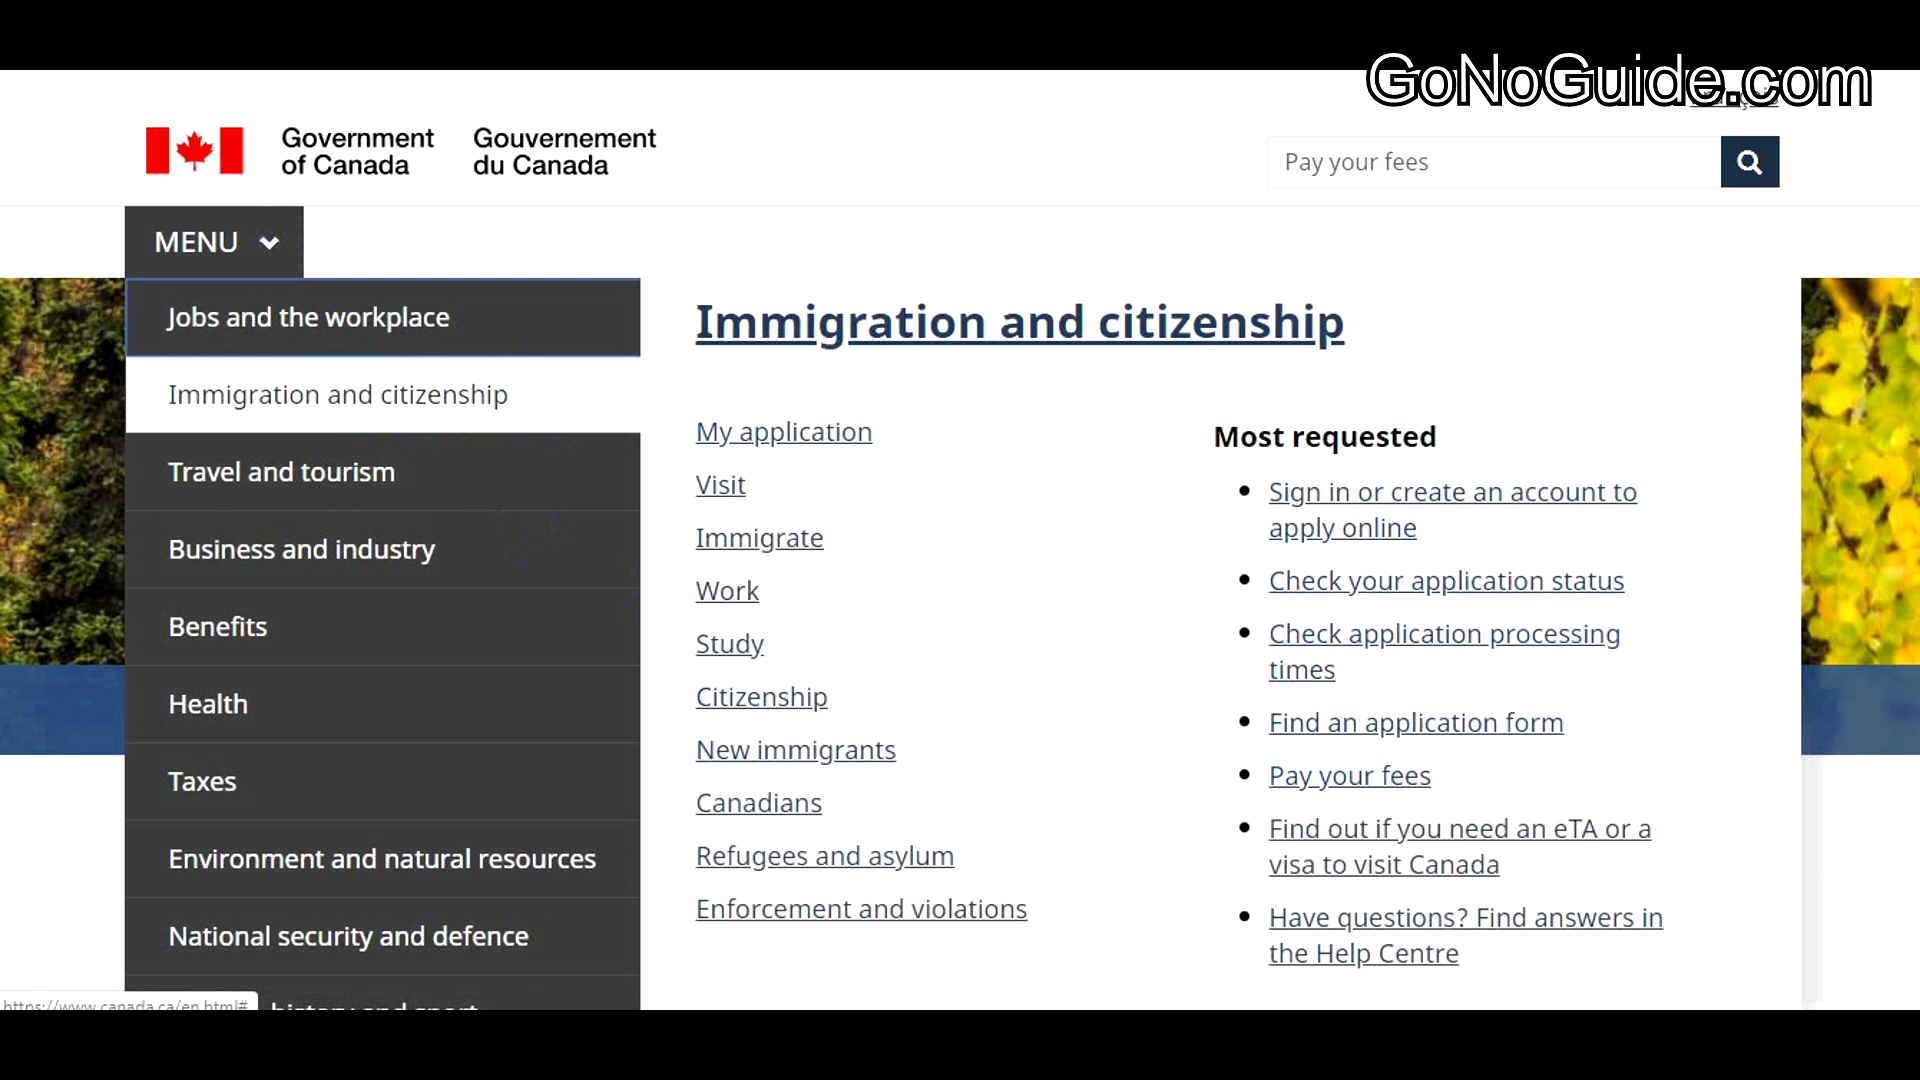 GoNoGuide.com
Government
of Canada
Gouvernement
du Canada
Pay your fees
MENU
Jobs and the workplace
Immigration and citizenship
Travel and tourism
Business and industry
Benefits
Health
Taxes
Environment and natural resources
National security and defence
history and sport
https://www.canada.ca/en.html#
Immigration and citizenship
My application
Visit
Immigrate
Work
Study
Citizenship
New immigrants
Canadians
Refugees and asylum
Enforcement and violations
Most requested
Sign in or create an account to
apply online
Check your application status
Check application processing
times
Find an application form
Pay your fees
Find out if you need an eTA or a
visa to visit Canada
Have questions? Find answers in
the Help Centre